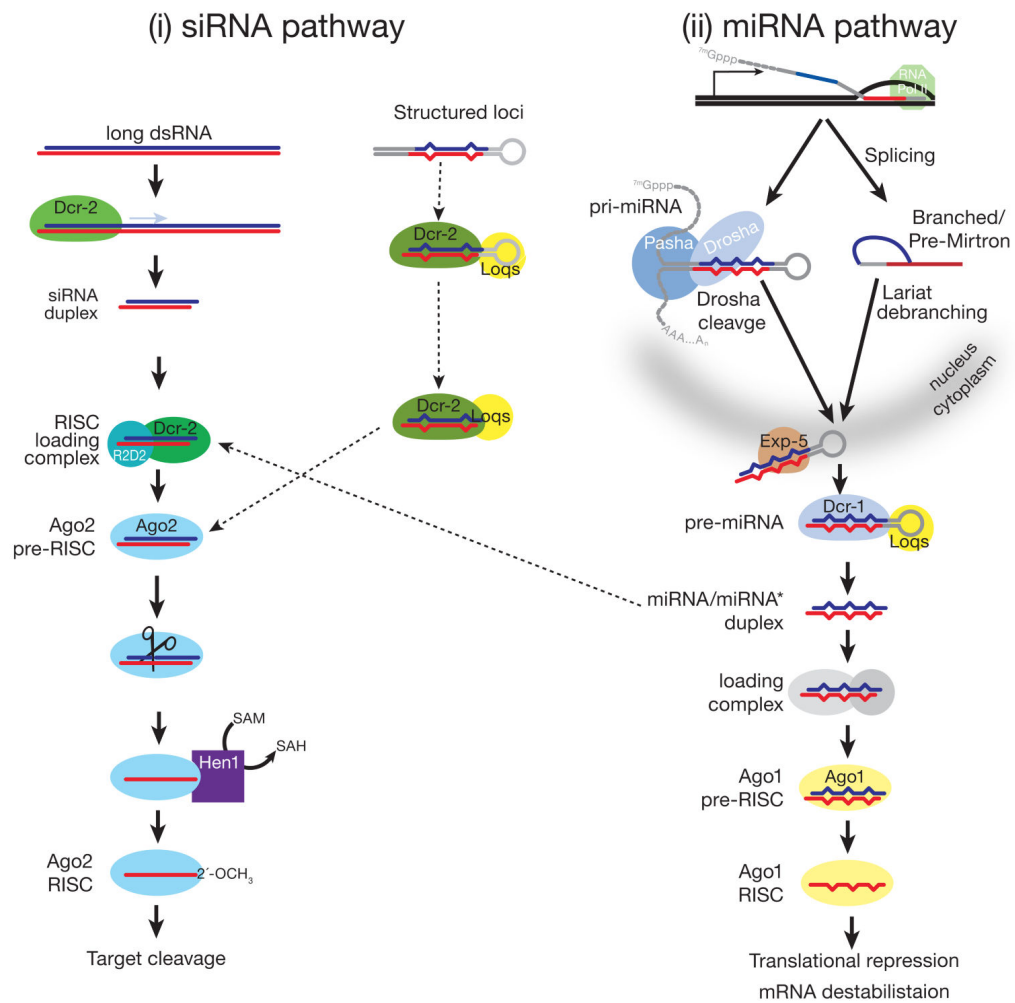 (i) siRNA pathway
long dsRNA
Dcr-2
siRNA
duplex
RISC
loading
complex
R2D2
Dcr-2
Ago2
pre-RISC
Ago2
Hen1
SAM
SAH
Ago2
RISC
2´-OCH3
Target cleavage
Structured loci
Dcr-2
Loqs
Dcr-2
Loqs
(ii) miRNA pathway
7mGppp
RNA
Pol II
Splicing
7mGppp
pri-miRNA
Pasha
Drosha
Branched/
Pre-Mirtron
Drosha
cleavge
AAA...An
Lariat
debranching
nucleus
cytoplasm
Exp-5
pre-miRNA
Dcr-1
Loqs
miRNA/miRNA*
duplex
loading
complex
Ago1
pre-RISC
Ago1
Ago1
RISC
Translational repression
mRNA destabilistaion